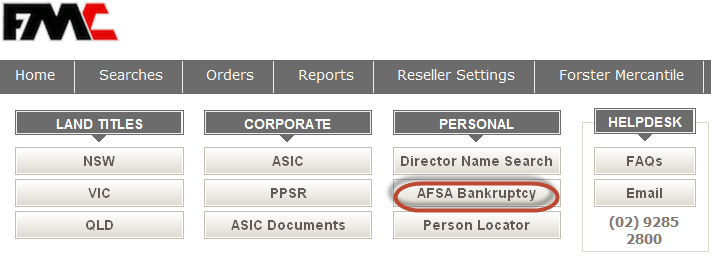 FMC
Home Searches Orders Reports Reseller Settings Forster Mercantile
LAND TITLES
NSW
VIC
QLD
CORPORATE
ASIC
PPSR
ASIC Documents
PERSONAL
Director Name Search
AFSA Bankruptcy
Person Locator
HELPDESK
FAQs
Email
(02) 9285
2800